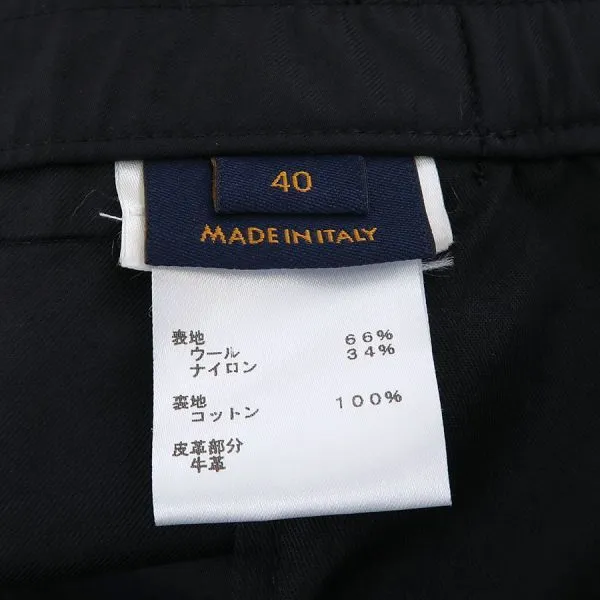 40
MADE IN ITALY
表地 66%
ウール 34%
ナイロン
裏地
コットン 100%
皮革部分
牛革